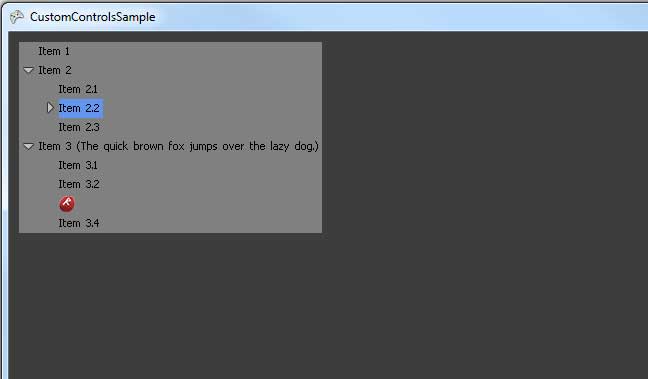 CustomControlsSample
Item 1
Item 2
Item 2.1
Item 2.2
Item 2.3
Item 3 (The quick brown fox jumps over the lazy dog.)
Item 3.1
Item 3.2
Item 3.4